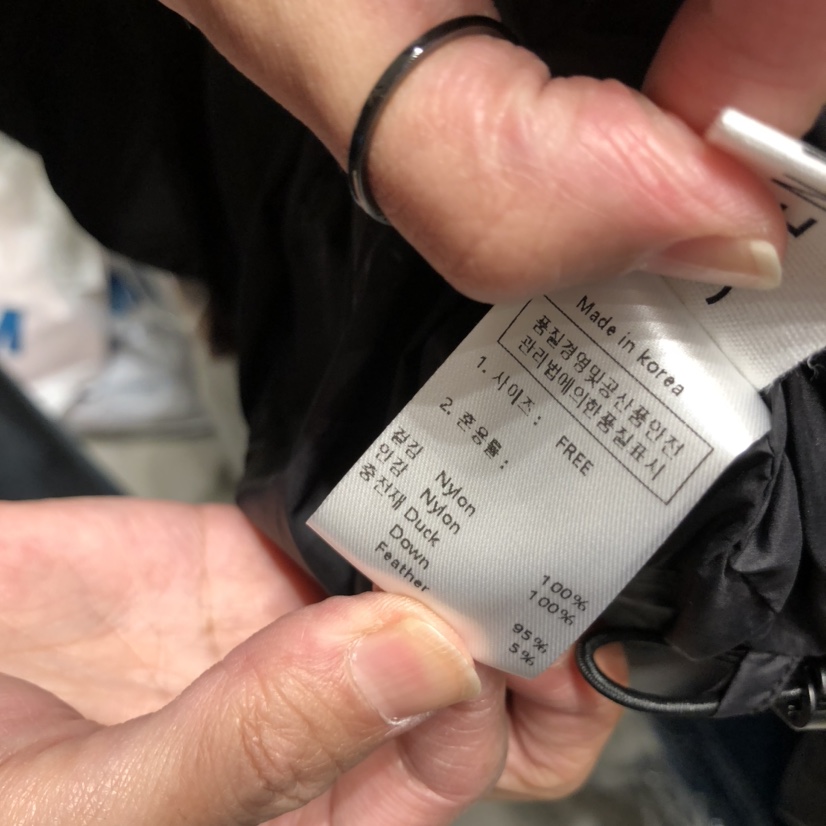 Made in korea
품질경영및공산품안전
관리법에의한품질표시
1. 사이즈 : FREE
2. 혼용률 :
겉감 Nylon 100%
안감 Nylon 100%
충전재 Duck
Down 95%
Feather 5%
M